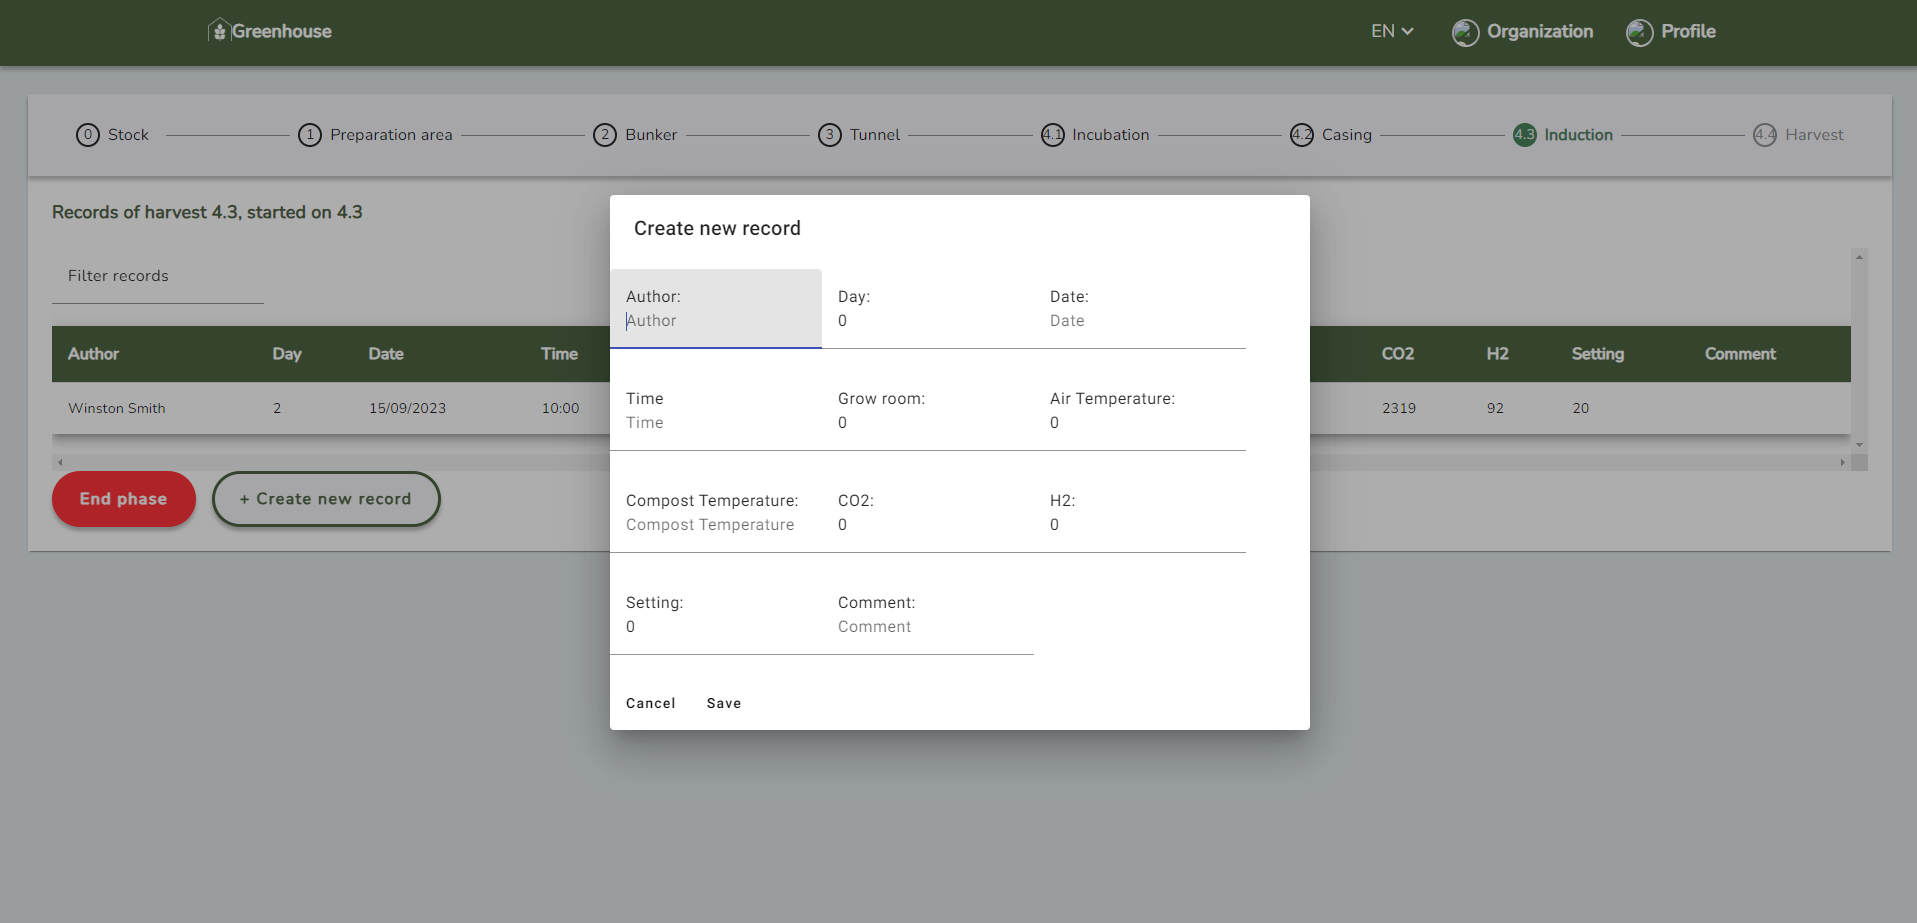 Greenhouse
EN
Organization
Profile
0 Stock
1 Preparation area
2 Bunker
3 Tunnel
4.1 Incubation
4.2 Casing
4.3 Induction
4.4 Harvest
Records of harvest 4.3, started on 4.3
Filter records
Author Day Date Time CO2 H2 Setting Comment
Winston Smith 2 15/09/2023 10:00 2319 92 20
End phase
+ Create new record
Create new record
Author: Day: Date:
Author 0 Date
Time Grow room: Air Temperature:
Time 0 0
Compost Temperature: CO2: H2:
Compost Temperature 0 0
Setting: Comment:
0 Comment
Cancel Save